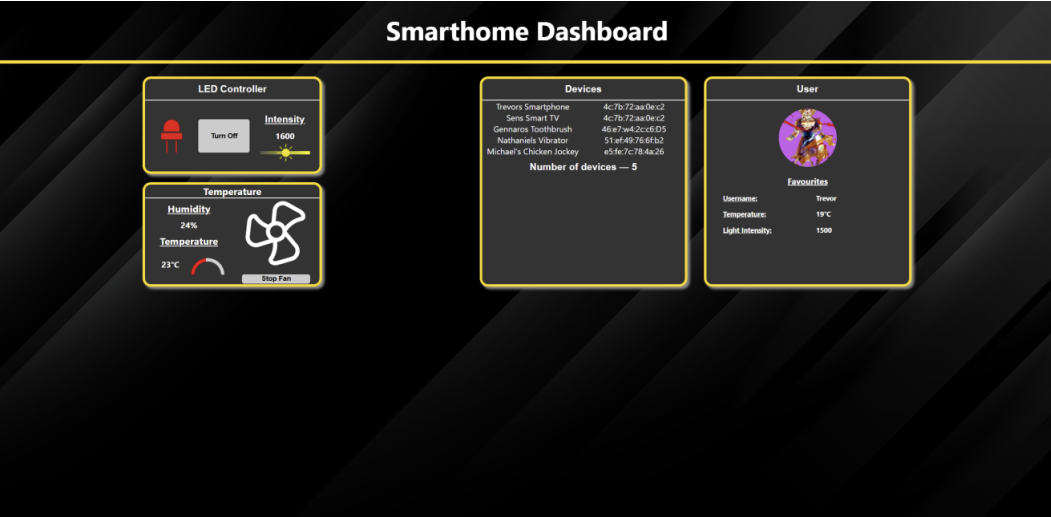 Smarthome Dashboard
LED Controller
Turn Off
Intensity
1600
Temperature
Humidity
24%
Temperature
23°C
Stop Fan
Devices
Trevors Smartphone 4c:7b:72:aa:0e:c2
Sens Smart TV 4c:7b:72:aa:0e:c2
Gennaros Toothbrush 46:e7:w4:2c:c6:D5
Nathaniels Vibrator 51:ef:49:76:6f:b2
Michael's Chicken Jockey e5:fe:7c:78:4a:26
Number of devices — 5
User
Favourites
Username: Trevor
Temperature: 19°C
Light Intensity: 1500